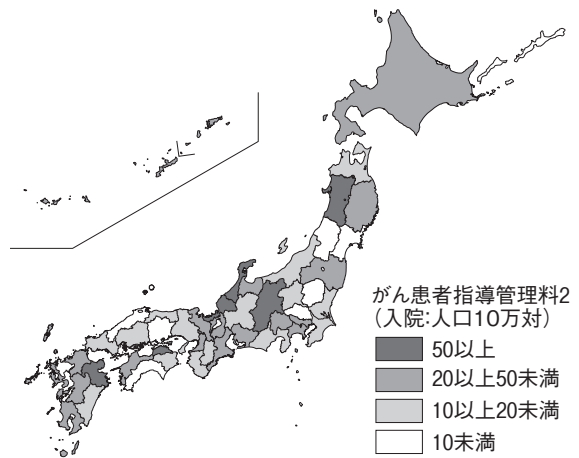 がん患者指導管理料2
(入院:人口10万対)
50以上
20以上50未満
10以上20未満
10未満